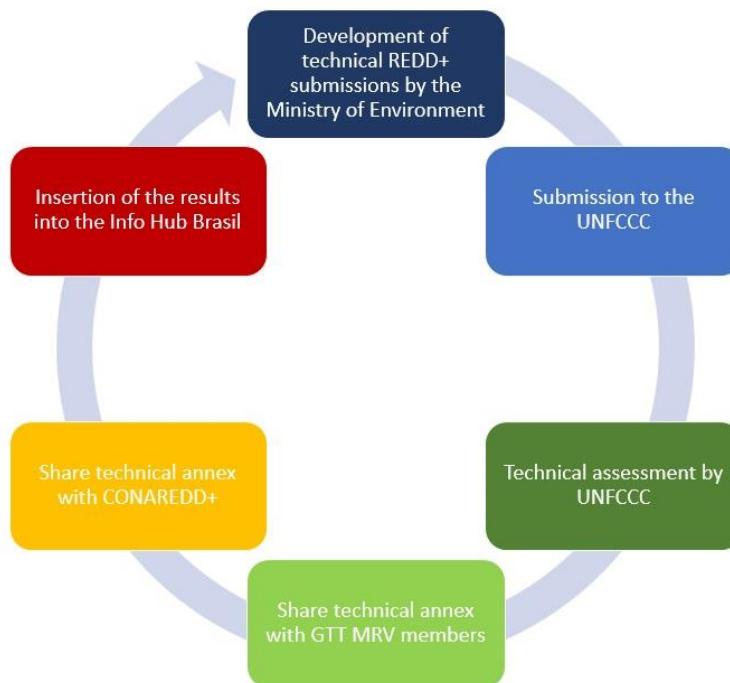 Development of
technical REDD+
submissions by the
Ministry of Environment
Submission to the
UNFCCC
Technical assessment by
UNFCCC
Share technical annex
with GTT MRV members
Share technical annex
with CONAREDD+
Insertion of the results
into the Info Hub Brasil